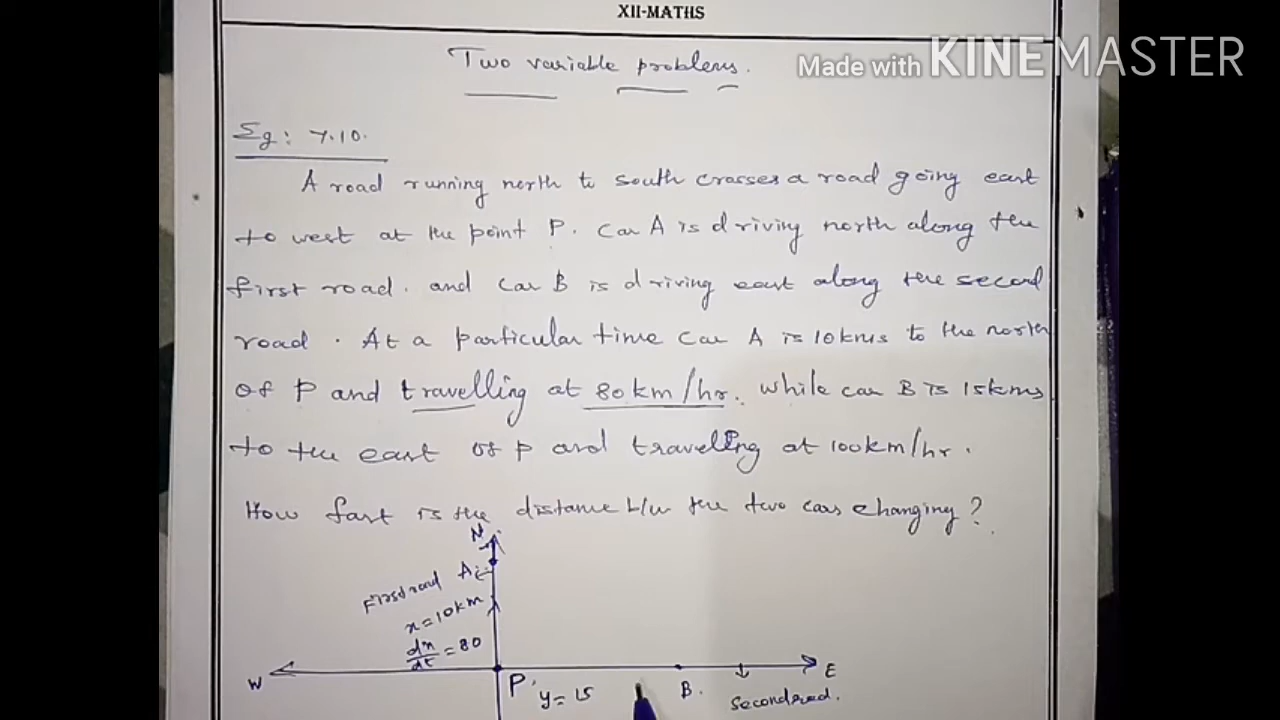 XII-MATHS
Made with KINEMASTER
Two variable problems.
Eg: 7.10.
A road running north to south crosses a road going east
to west at the point P. Car A is driving north along the
first road. and car B is driving east along the second
road. At a particular time car A is 10kms to the north
of P and travelling at 80 km/hr. while car B is 15kms
to the east of P and traveling at 100km/hr.
How fast is the distance b/w the two cars changing?
N
First road A
x = 10km
dx/dt = 80
W P y = 15 B. E
Second road.